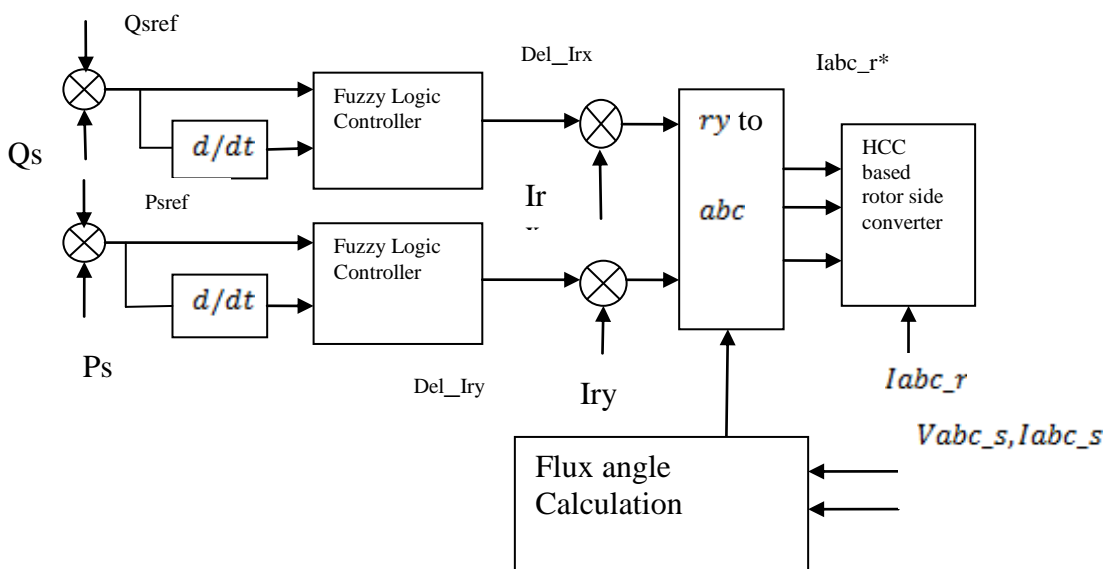 Qsref
Del_Irx
Iabc_r*
Fuzzy Logic
Controller
ry to
abc
HCC
based
rotor side
converter
d/dt
Qs
Psref
Ir
Fuzzy Logic
Controller
d/dt
Ps
Del_Iry
Iry
Iabc_r
Vabc_s,Iabc_s
Flux angle
Calculation